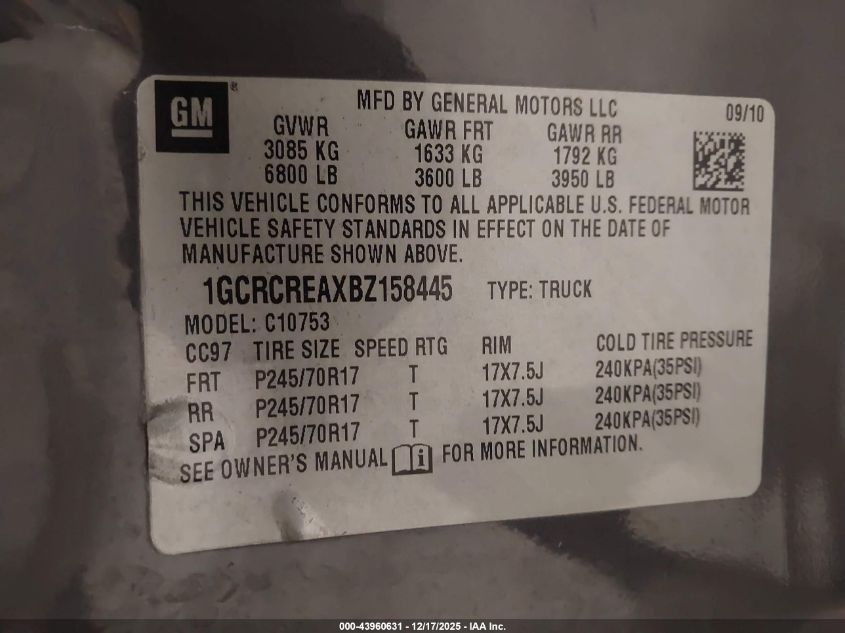 GM ®
MFD BY GENERAL MOTORS LLC 09/10
GVWR GAWR FRT GAWR RR
3085 KG 1633 KG 1792 KG
6800 LB 3600 LB 3950 LB
THIS VEHICLE CONFORMS TO ALL APPLICABLE U.S. FEDERAL MOTOR
VEHICLE SAFETY STANDARDS IN EFFECT ON THE DATE OF
MANUFACTURE SHOWN ABOVE.
1GCRCREAXBZ158445 TYPE: TRUCK
MODEL: C10753
CC97 TIRE SIZE SPEED RTG RIM COLD TIRE PRESSURE
FRT P245/70R17 T 17X7.5J 240KPA(35PSI)
RR P245/70R17 T 17X7.5J 240KPA(35PSI)
SPA P245/70R17 T 17X7.5J 240KPA(35PSI)
SEE OWNER'S MANUAL i FOR MORE INFORMATION.
000-43960631 - 12/17/2025 - IAA Inc.